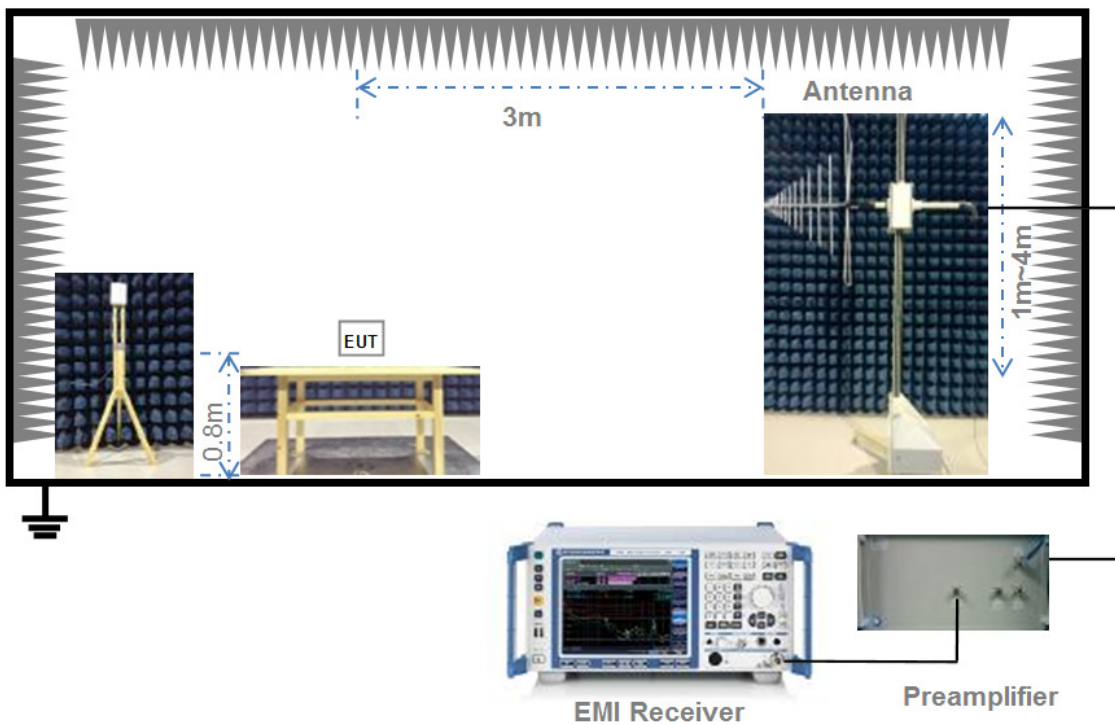 Antenna
3m
1m~4m
EUT
0.8m
EMI Receiver
Preamplifier